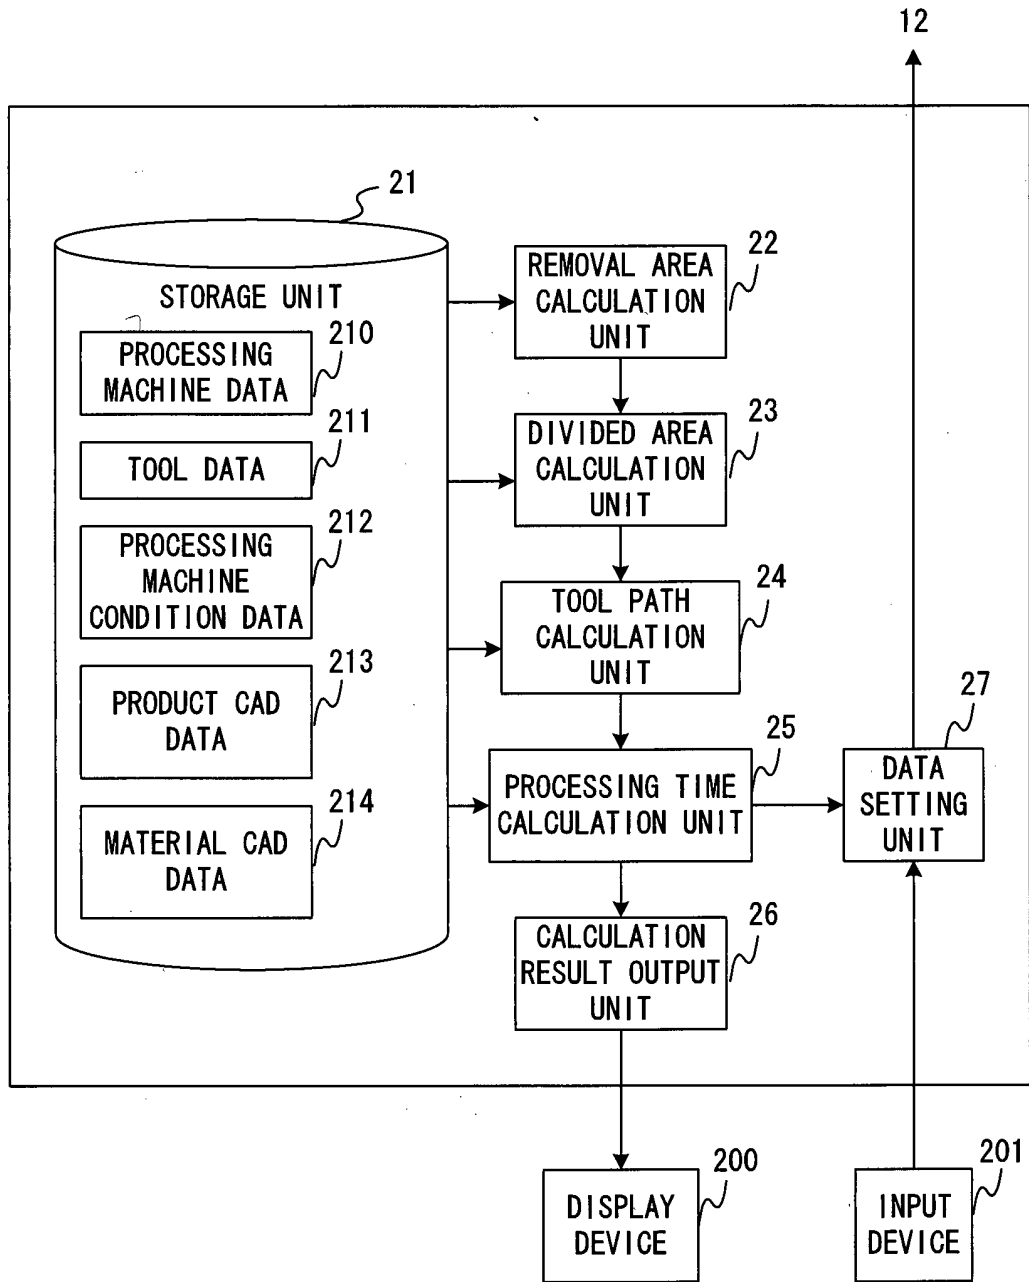 12
21
STORAGE UNIT
PROCESSING
MACHINE DATA
210
TOOL DATA
211
PROCESSING
MACHINE
CONDITION DATA
212
PRODUCT CAD
DATA
213
MATERIAL CAD
DATA
214
REMOVAL AREA
CALCULATION
UNIT
22
DIVIDED AREA
CALCULATION
UNIT
23
TOOL PATH
CALCULATION
UNIT
24
PROCESSING TIME
CALCULATION UNIT
25
CALCULATION
RESULT OUTPUT
UNIT
26
DATA
SETTING
UNIT
27
DISPLAY
DEVICE
200
INPUT
DEVICE
201